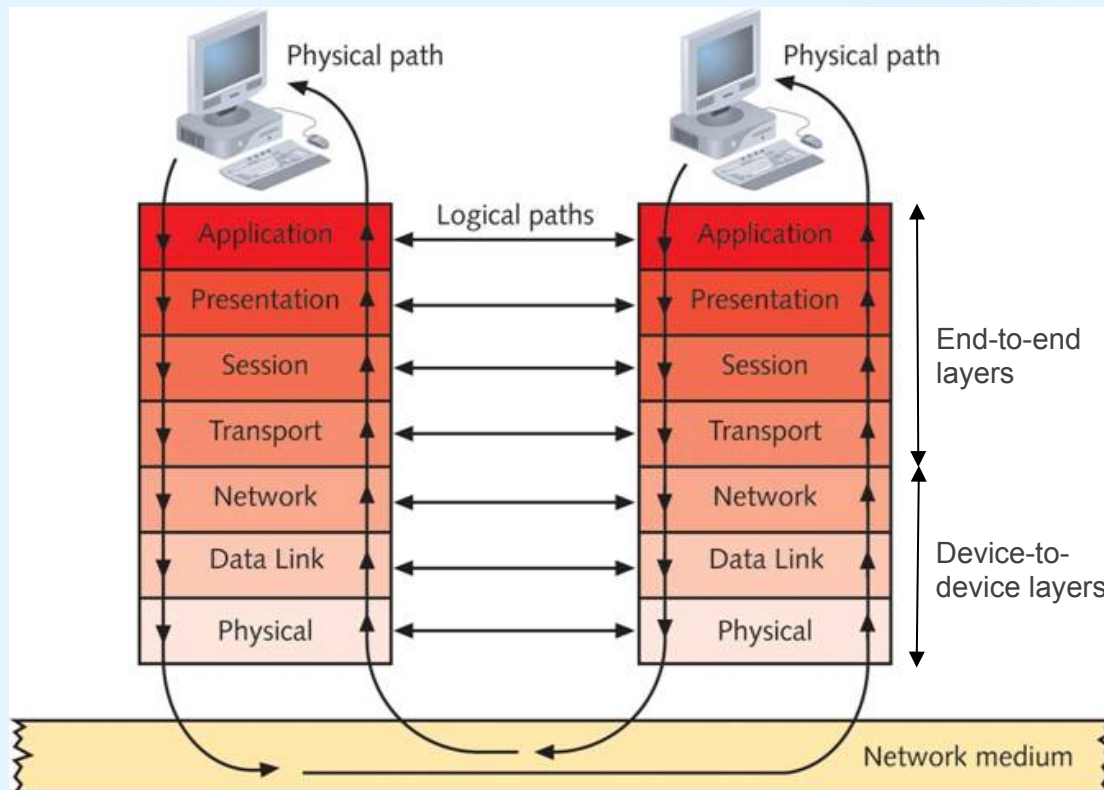 Physical path
Physical path
Logical paths
Application
Application
Presentation
Presentation
Session
Session
End-to-end
layers
Transport
Transport
Network
Network
Data Link
Data Link
Device-to-
device layers
Physical
Physical
Network medium